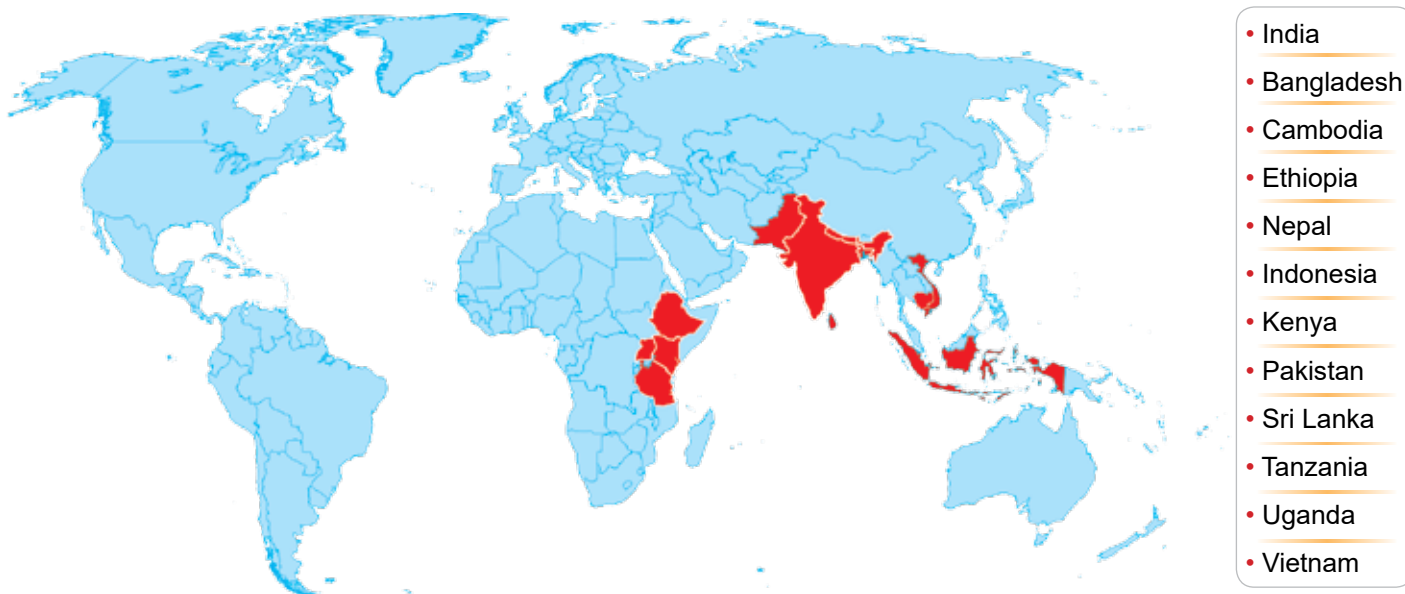 • India
• Bangladesh
• Cambodia
• Ethiopia
• Nepal
• Indonesia
• Kenya
• Pakistan
• Sri Lanka
• Tanzania
• Uganda
• Vietnam